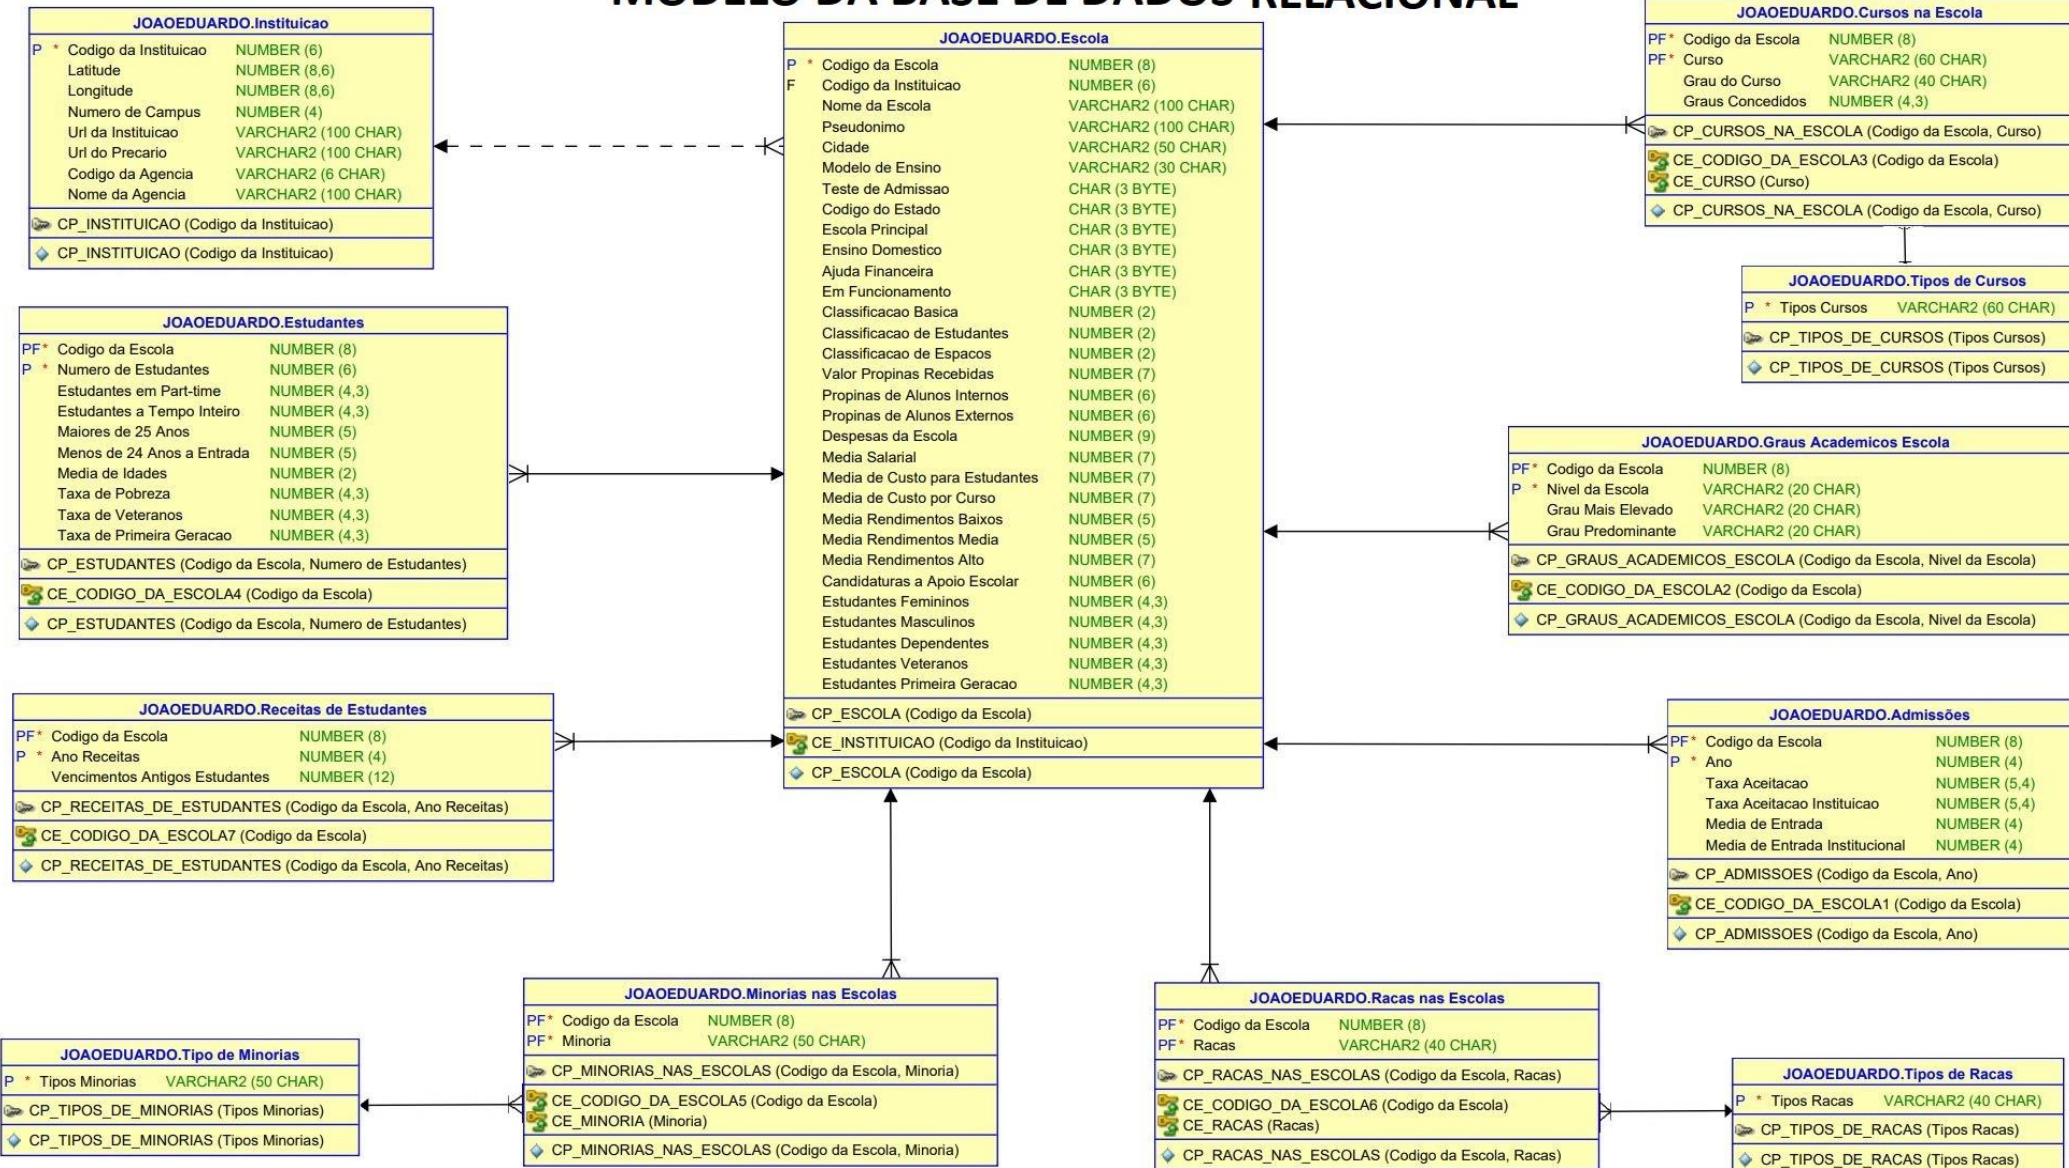 MODELO DA BASE DE DADOS RELACIONAL
JOAOEDUARDO.Instituicao
P * Codigo da Instituicao NUMBER (6)
Latitude NUMBER (8,6)
Longitude NUMBER (8,6)
Numero de Campus NUMBER (4)
Url da Instituicao VARCHAR2 (100 CHAR)
Url do Precario VARCHAR2 (100 CHAR)
Codigo da Agencia VARCHAR2 (6 CHAR)
Nome da Agencia VARCHAR2 (100 CHAR)
CP_INSTITUICAO (Codigo da Instituicao)
CP_INSTITUICAO (Codigo da Instituicao)
JOAOEDUARDO.Estudantes
PF* Codigo da Escola NUMBER (8)
P * Numero de Estudantes NUMBER (6)
Estudantes em Part-time NUMBER (4,3)
Estudantes a Tempo Inteiro NUMBER (4,3)
Maiores de 25 Anos NUMBER (5)
Menos de 24 Anos a Entrada NUMBER (5)
Media de Idades NUMBER (2)
Taxa de Pobreza NUMBER (4,3)
Taxa de Veteranos NUMBER (4,3)
Taxa de Primeira Geracao NUMBER (4,3)
CP_ESTUDANTES (Codigo da Escola, Numero de Estudantes)
CE_CODIGO_DA_ESCOLA4 (Codigo da Escola)
CP_ESTUDANTES (Codigo da Escola, Numero de Estudantes)
JOAOEDUARDO.Receitas de Estudantes
PF* Codigo da Escola NUMBER (8)
P * Ano Receitas NUMBER (4)
Vencimentos Antigos Estudantes NUMBER (12)
CP_RECEITAS_DE_ESTUDANTES (Codigo da Escola, Ano Receitas)
CE_CODIGO_DA_ESCOLA7 (Codigo da Escola)
CP_RECEITAS_DE_ESTUDANTES (Codigo da Escola, Ano Receitas)
JOAOEDUARDO.Escola
P * Codigo da Escola NUMBER (8)
F Codigo da Instituicao NUMBER (6)
Nome da Escola VARCHAR2 (100 CHAR)
Pseudonimo VARCHAR2 (100 CHAR)
Cidade VARCHAR2 (50 CHAR)
Modelo de Ensino VARCHAR2 (30 CHAR)
Teste de Admissao CHAR (3 BYTE)
Codigo do Estado CHAR (3 BYTE)
Escola Principal CHAR (3 BYTE)
Ensino Domestico CHAR (3 BYTE)
Ajuda Financeira CHAR (3 BYTE)
Em Funcionamento CHAR (3 BYTE)
Classificacao Basica NUMBER (2)
Classificacao de Estudantes NUMBER (2)
Classificacao de Espacos NUMBER (2)
Valor Propinas Recebidas NUMBER (7)
Propinas de Alunos Internos NUMBER (6)
Propinas de Alunos Externos NUMBER (6)
Despesas da Escola NUMBER (9)
Media Salarial NUMBER (7)
Media de Custo para Estudantes NUMBER (7)
Media de Custo por Curso NUMBER (7)
Media Rendimentos Baixos NUMBER (5)
Media Rendimentos Media NUMBER (5)
Media Rendimentos Alto NUMBER (7)
Candidaturas a Apoio Escolar NUMBER (6)
Estudantes Femininos NUMBER (4,3)
Estudantes Masculinos NUMBER (4,3)
Estudantes Dependentes NUMBER (4,3)
Estudantes Veteranos NUMBER (4,3)
Estudantes Primeira Geracao NUMBER (4,3)
CP_ESCOLA (Codigo da Escola)
CE_INSTITUICAO (Codigo da Instituicao)
CP_ESCOLA (Codigo da Escola)
JOAOEDUARDO.Cursos na Escola
PF* Codigo da Escola NUMBER (8)
PF* Curso VARCHAR2 (60 CHAR)
Grau do Curso VARCHAR2 (40 CHAR)
Graus Concedidos NUMBER (4,3)
CP_CURSOS_NA_ESCOLA (Codigo da Escola, Curso)
CE_CODIGO_DA_ESCOLA3 (Codigo da Escola)
CE_CURSO (Curso)
CP_CURSOS_NA_ESCOLA (Codigo da Escola, Curso)
JOAOEDUARDO.Tipos de Cursos
P * Tipos Cursos VARCHAR2 (60 CHAR)
CP_TIPOS_DE_CURSOS (Tipos Cursos)
CP_TIPOS_DE_CURSOS (Tipos Cursos)
JOAOEDUARDO.Graus Academicos Escola
PF* Codigo da Escola NUMBER (8)
P * Nivel da Escola VARCHAR2 (20 CHAR)
Grau Mais Elevado VARCHAR2 (20 CHAR)
Grau Predominante VARCHAR2 (20 CHAR)
CP_GRAUS_ACADEMICOS_ESCOLA (Codigo da Escola, Nivel da Escola)
CE_CODIGO_DA_ESCOLA2 (Codigo da Escola)
CP_GRAUS_ACADEMICOS_ESCOLA (Codigo da Escola, Nivel da Escola)
JOAOEDUARDO.Admissões
PF* Codigo da Escola NUMBER (8)
P * Ano NUMBER (4)
Taxa Aceitacao NUMBER (5,4)
Taxa Aceitacao Instituicao NUMBER (5,4)
Media de Entrada NUMBER (4)
Media de Entrada Institucional NUMBER (4)
CP_ADMISSOES (Codigo da Escola, Ano)
CE_CODIGO_DA_ESCOLA1 (Codigo da Escola)
CP_ADMISSOES (Codigo da Escola, Ano)
JOAOEDUARDO.Tipo de Minorias
P * Tipos Minorias VARCHAR2 (50 CHAR)
CP_TIPOS_DE_MINORIAS (Tipos Minorias)
CP_TIPOS_DE_MINORIAS (Tipos Minorias)
JOAOEDUARDO.Minorias nas Escolas
PF* Codigo da Escola NUMBER (8)
PF* Minoria VARCHAR2 (50 CHAR)
CP_MINORIAS_NAS_ESCOLAS (Codigo da Escola, Minoria)
CE_CODIGO_DA_ESCOLA5 (Codigo da Escola)
CE_MINORIA (Minoria)
CP_MINORIAS_NAS_ESCOLAS (Codigo da Escola, Minoria)
JOAOEDUARDO.Racas nas Escolas
PF* Codigo da Escola NUMBER (8)
PF* Racas VARCHAR2 (40 CHAR)
CP_RACAS_NAS_ESCOLAS (Codigo da Escola, Racas)
CE_CODIGO_DA_ESCOLA6 (Codigo da Escola)
CE_RACAS (Racas)
CP_RACAS_NAS_ESCOLAS (Codigo da Escola, Racas)
JOAOEDUARDO.Tipos de Racas
P * Tipos Racas VARCHAR2 (40 CHAR)
CP_TIPOS_DE_RACAS (Tipos Racas)
CP_TIPOS_DE_RACAS (Tipos Racas)